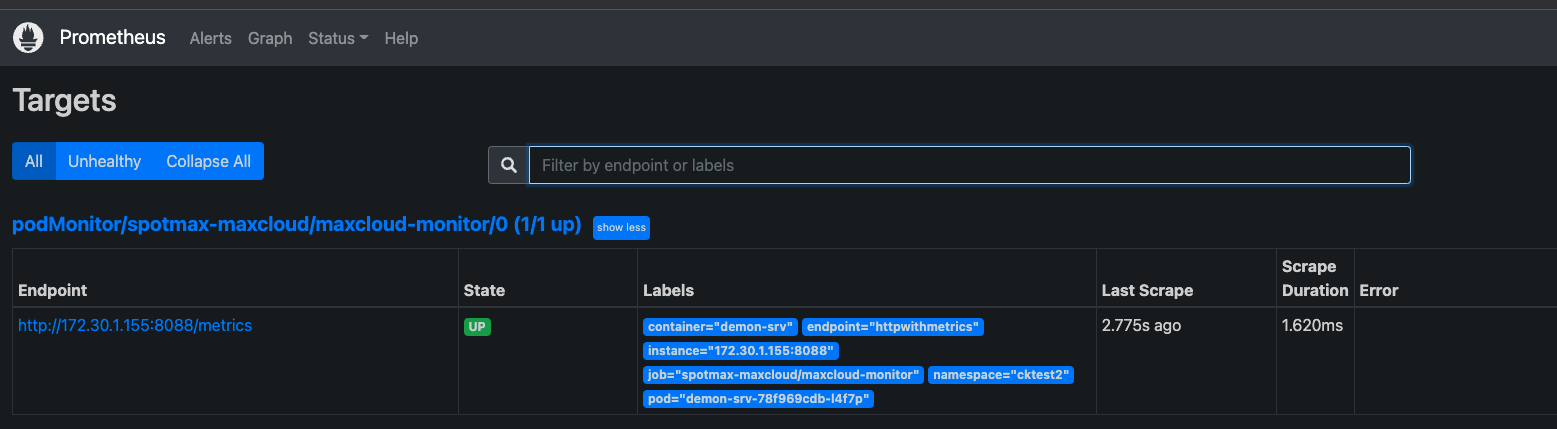 Prometheus Alerts Graph Status Help
Targets
All Unhealthy Collapse All
Filter by endpoint or labels
podMonitor/spotmax-maxcloud/maxcloud-monitor/0 (1/1 up) show less
Endpoint State Labels Last Scrape Scrape Duration Error
http://172.30.1.155:8088/metrics UP container="demon-srv" endpoint="httpwithmetrics" 2.775s ago 1.620ms
instance="172.30.1.155:8088"
job="spotmax-maxcloud/maxcloud-monitor" namespace="cktest2"
pod="demon-srv-78f969cdb-l4f7p"